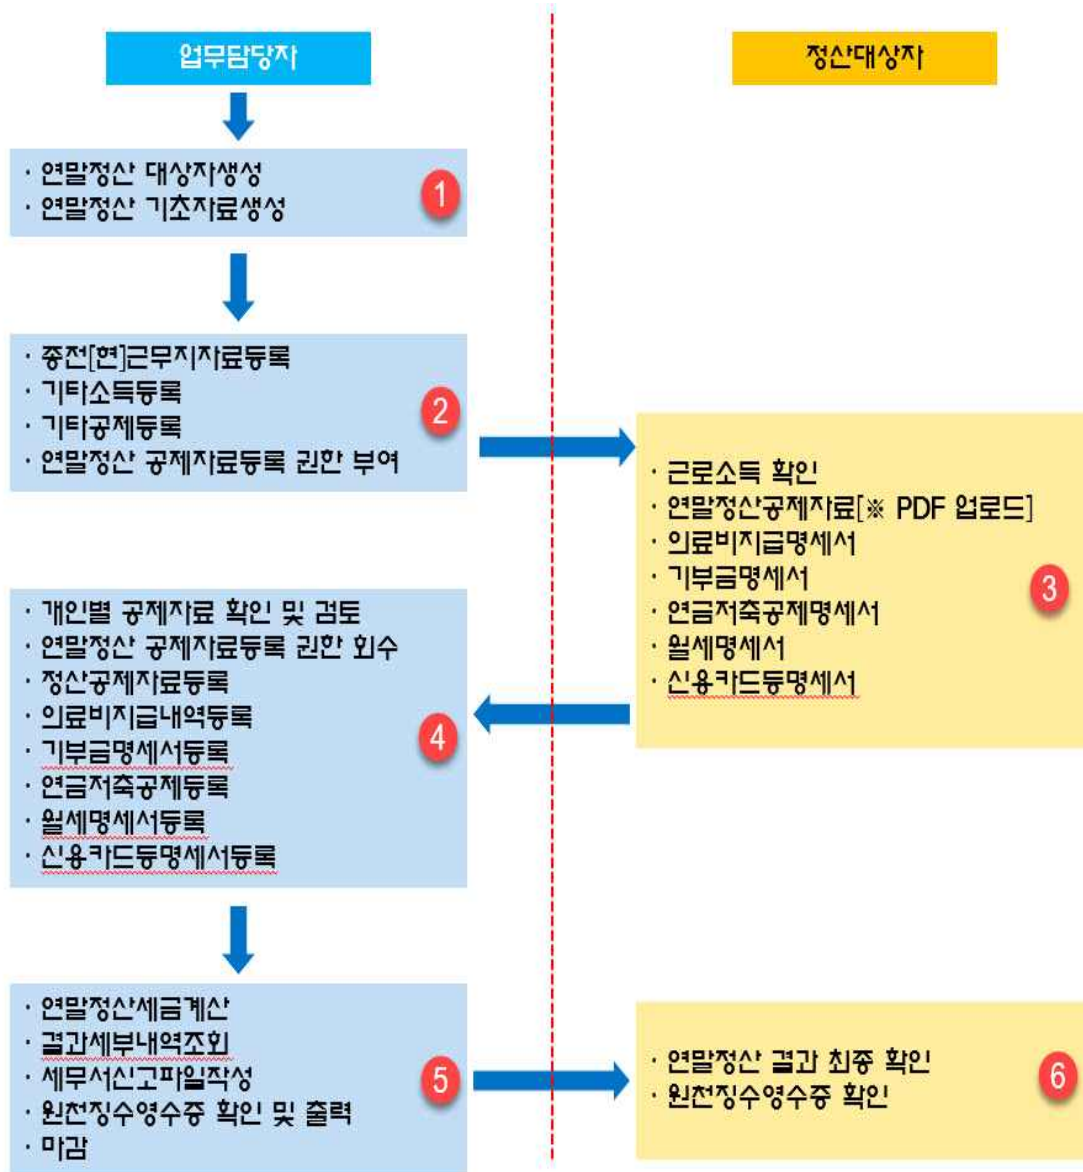 업무담당자
정산대상자
· 연말정산 대상자생성
· 연말정산 기초자료생성
1
· 종전[현]근무지자료등록
· 기타소득등록
· 기타공제등록
· 연말정산 공제자료등록 권한 부여
2
· 근로소득 확인
· 연말정산공제자료[※ PDF 업로드]
· 의료비지급명세서
· 기부금명세서
· 연금저축공제명세서
· 월세명세서
· 신용카드등명세서
3
· 개인별 공제자료 확인 및 검토
· 연말정산 공제자료등록 권한 회수
· 정산공제자료등록
· 의료비지급내역등록
· 기부금명세서등록
· 연금저축공제등록
· 월세명세서등록
· 신용카드등명세서등록
4
· 연말정산세금계산
· 결과세부내역조회
· 세무서신고파일작성
· 원천징수영수증 확인 및 출력
· 마감
5
· 연말정산 결과 최종 확인
· 원천징수영수증 확인
6